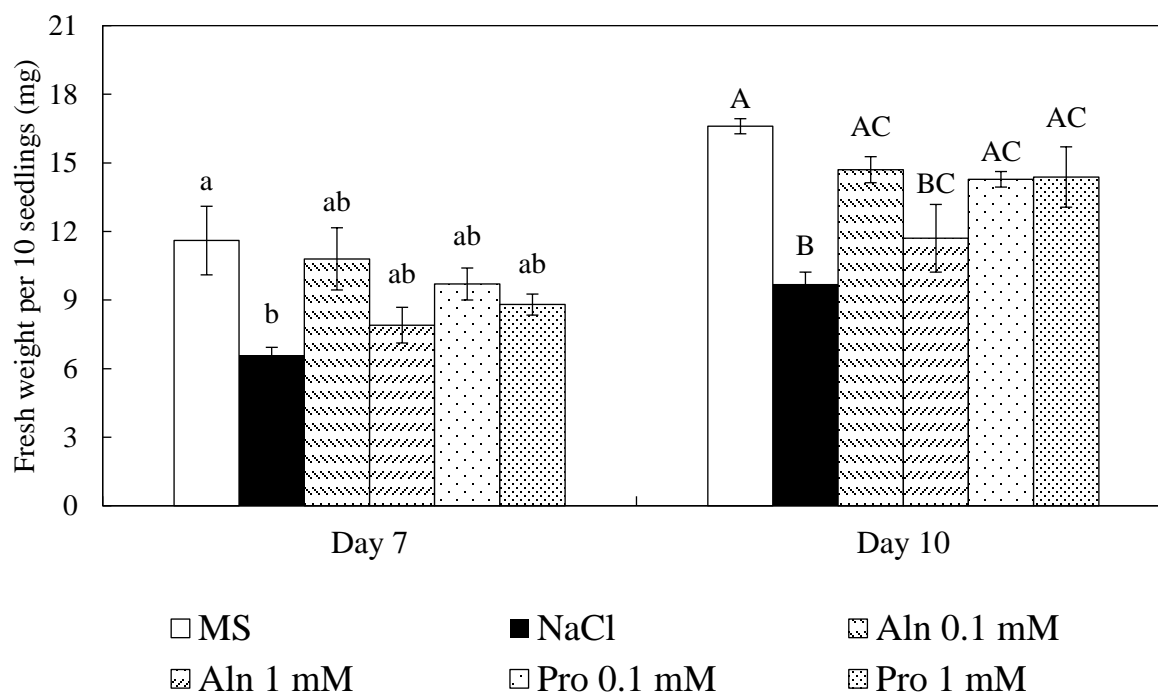 Fresh weight per 10 seedlings (mg)
21
18
15
12
9
6
3
0
a
b
ab
ab
ab
ab
A
B
AC
BC
AC
AC
Day 7
Day 10
MS
NaCl
Aln 0.1 mM
Aln 1 mM
Pro 0.1 mM
Pro 1 mM